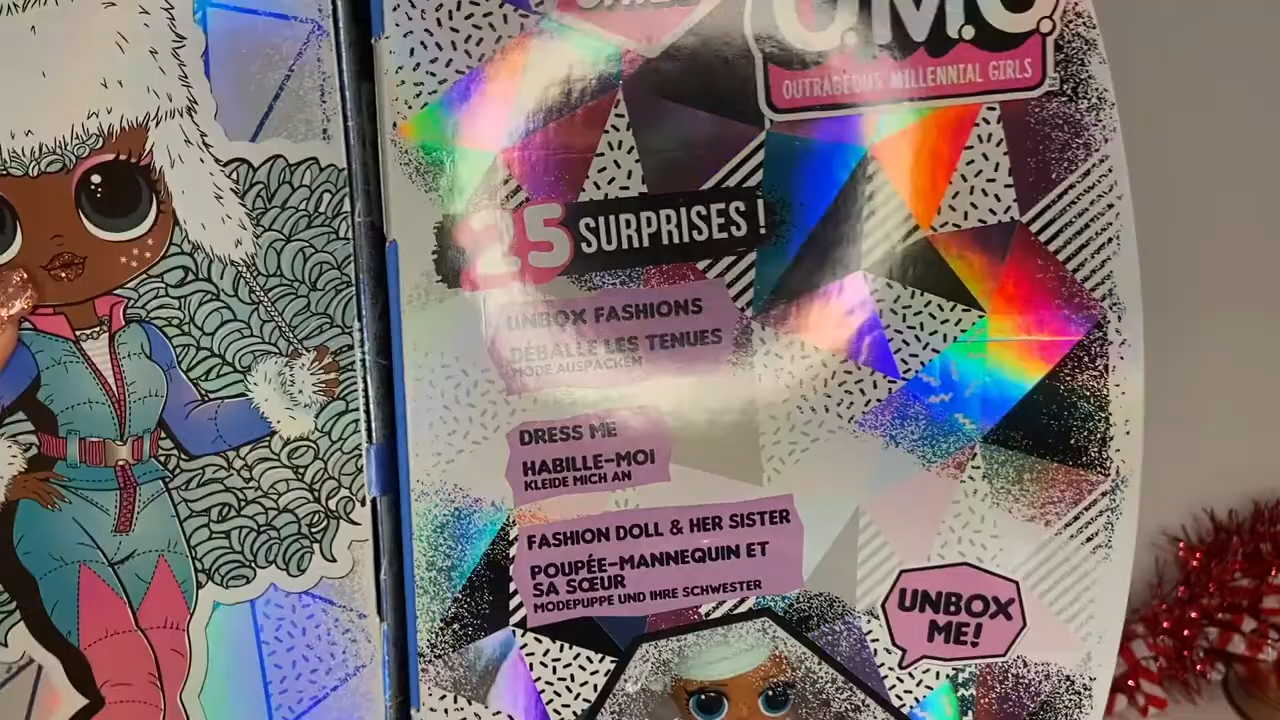 O.M.G.
OUTRAGEOUS MILLENNIAL GIRLS
25 SURPRISES !
UNBOX FASHIONS
DÉBALLE LES TENUES
MODE AUSPACKEN
DRESS ME
HABILLE-MOI
KLEIDE MICH AN
FASHION DOLL & HER SISTER
POUPÉE-MANNEQUIN ET
SA SŒUR
MODEPUPPE UND IHRE SCHWESTER
UNBOX
ME!